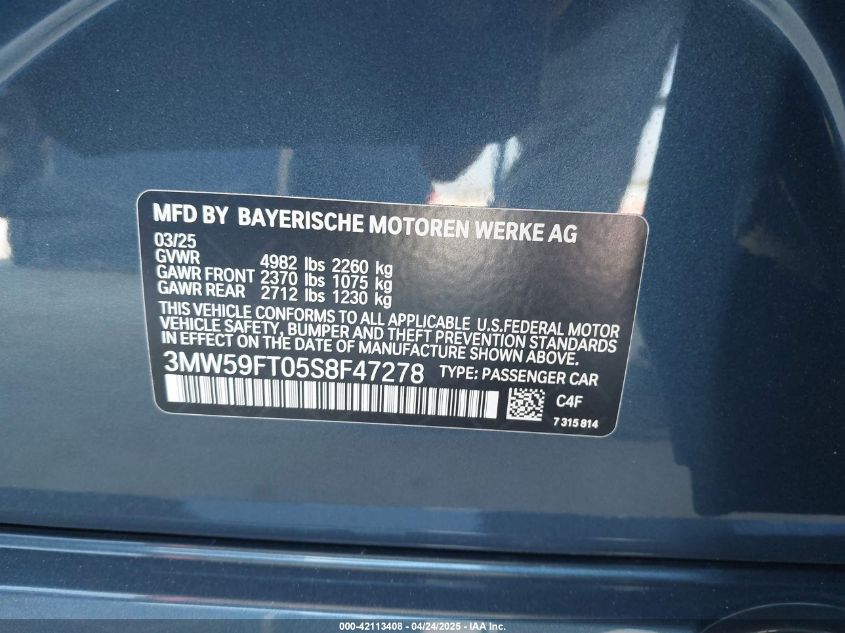 MFD BY BAYERISCHE MOTOREN WERKE AG
03/25
GVWR 4982 lbs 2260 kg
GAWR FRONT 2370 lbs 1075 kg
GAWR REAR 2712 lbs 1230 kg
THIS VEHICLE CONFORMS TO ALL APPLICABLE U.S.FEDERAL MOTOR
VEHICLE SAFETY, BUMPER AND THEFT PREVENTION STANDARDS
IN EFFECT ON THE DATE OF MANUFACTURE SHOWN ABOVE.
3MW59FT05S8F47278 TYPE: PASSENGER CAR
C4F
7 315 814
000-42113408 - 04/24/2025 - IAA Inc.